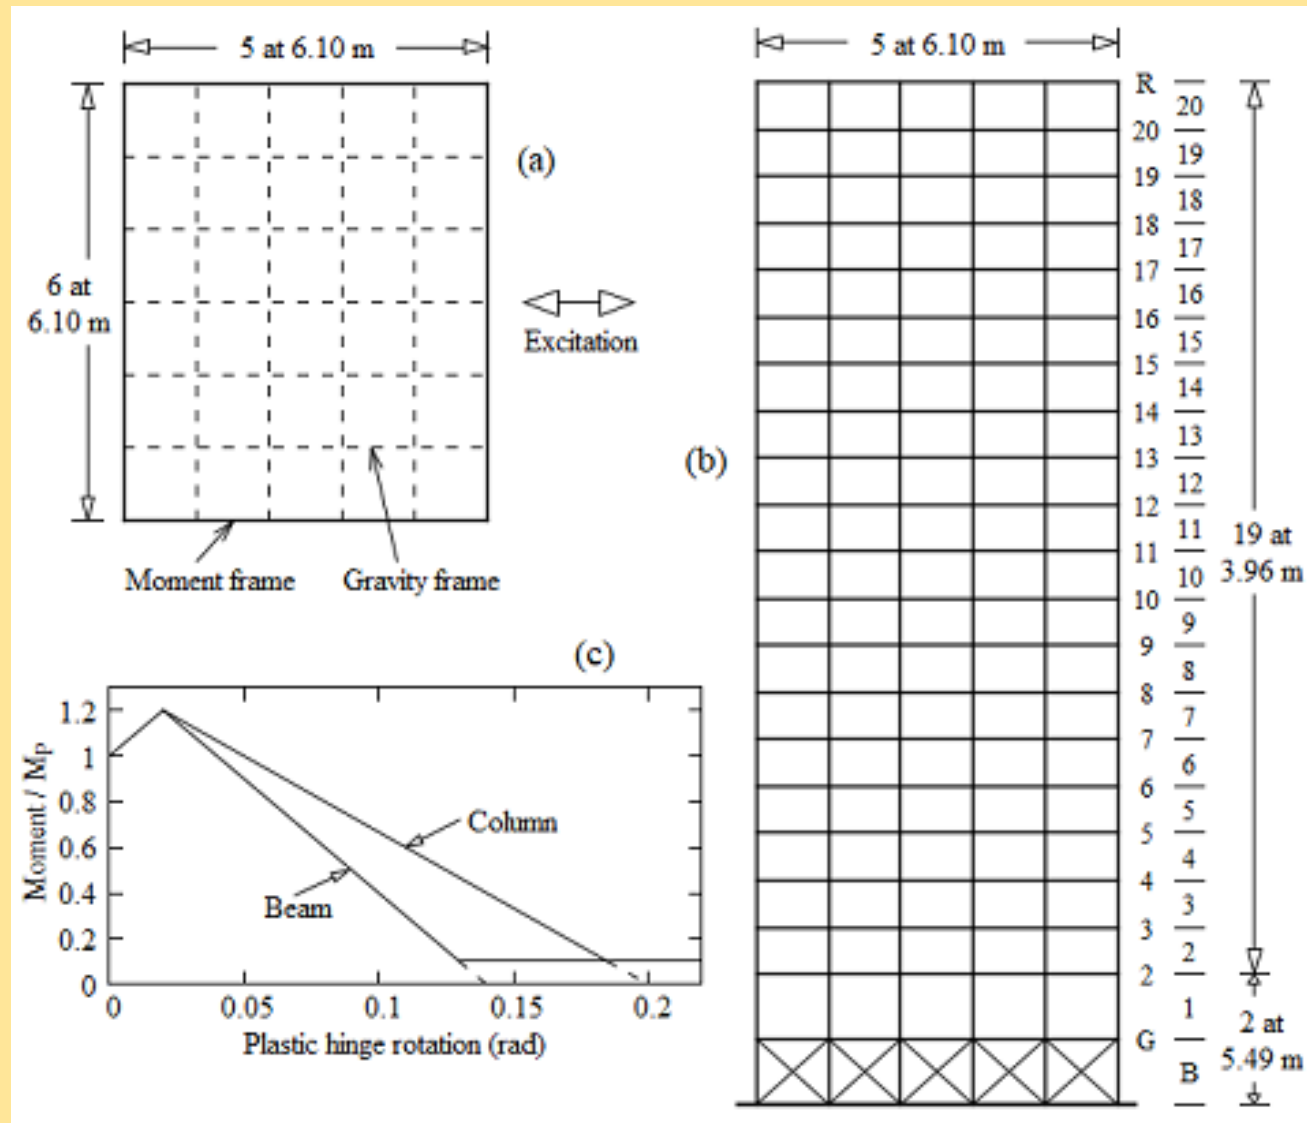 5 at 6.10 m
(a)
6 at
6.10 m
Excitation
Moment frame
Gravity frame
5 at 6.10 m
(b)
R
20
20
19
19
18
18
17
17
16
16
15
15
14
14
13
13
12
12
11
11
10
10
9
9
8
8
7
7
6
6
5
5
4
4
3
3
2
2
1
G
B
19 at
3.96 m
2 at
5.49 m
(c)
Moment / Mp
1.2
1
0.8
0.6
0.4
0.2
0
Column
Beam
0
0.05
0.1
0.15
0.2
Plastic hinge rotation (rad)